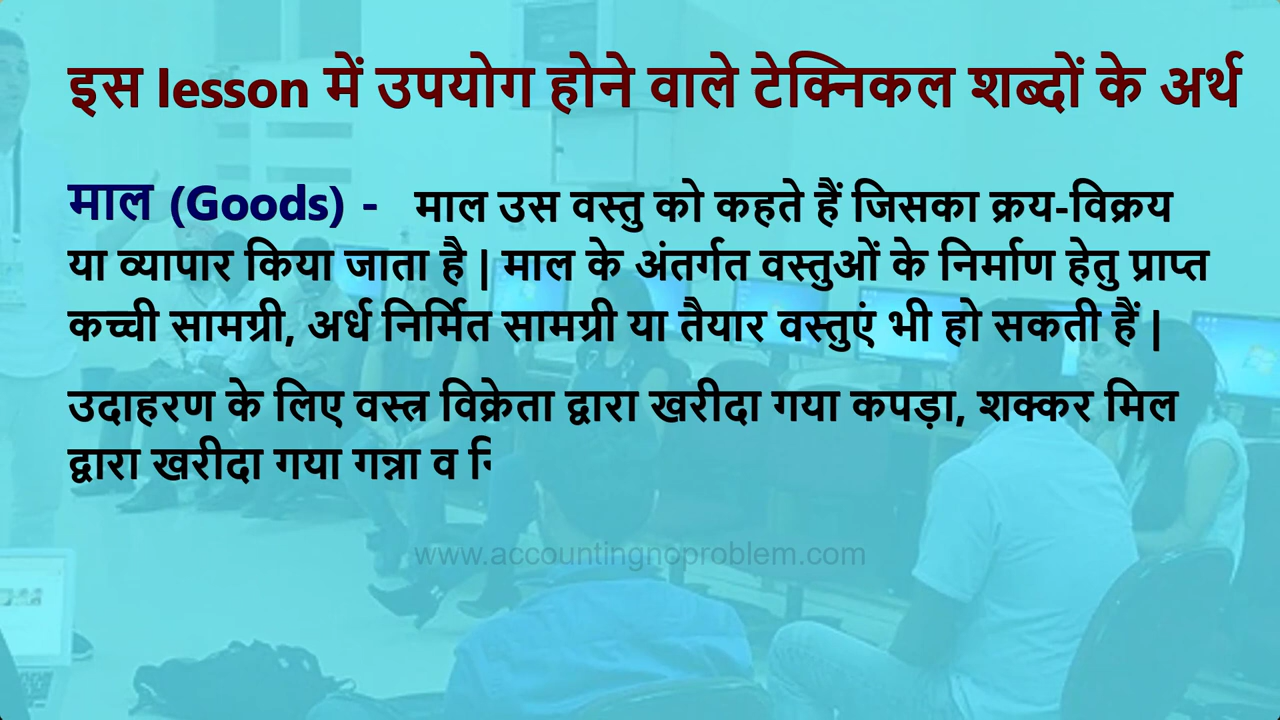 इस lesson में उपयोग होने वाले टेक्निकल शब्दों के अर्थ
माल (Goods) - माल उस वस्तु को कहते हैं जिसका क्रय-विक्रय
या व्यापार किया जाता है | माल के अंतर्गत वस्तुओं के निर्माण हेतु प्राप्त
कच्ची सामग्री, अर्ध निर्मित सामग्री या तैयार वस्तुएं भी हो सकती हैं |
उदाहरण के लिए वस्त्र विक्रेता द्वारा खरीदा गया कपड़ा, शक्कर मिल
द्वारा खरीदा गया गन्ना व
www.accountingnoproblem.com